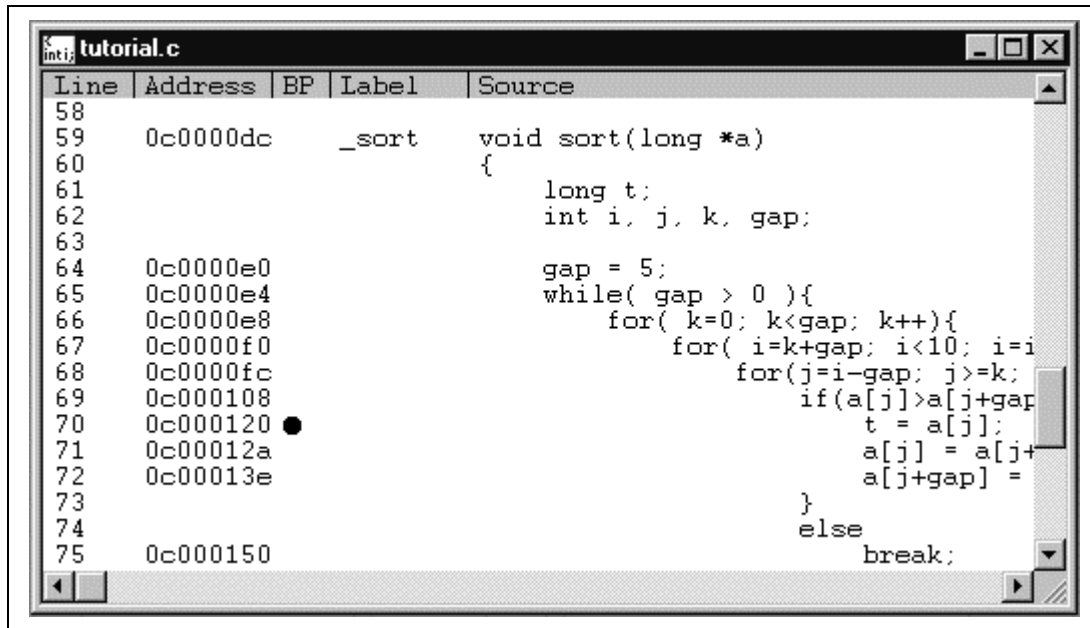 int i; tutorial.c
Line Address BP Label Source
58
59 0c0000dc _sort void sort(long *a)
60 {
61 long t;
62 int i, j, k, gap;
63
64 0c0000e0 gap = 5;
65 0c0000e4 while( gap > 0 ){
66 0c0000e8 for( k=0; k<gap; k++){
67 0c0000f0 for( i=k+gap; i<10; i=i
68 0c0000fc for(j=i-gap; j>=k;
69 0c000108 if(a[j]>a[j+gap
70 0c000120 t = a[j];
71 0c00012a a[j] = a[j+
72 0c00013e a[j+gap] =
73 }
74 else
75 0c000150 break;